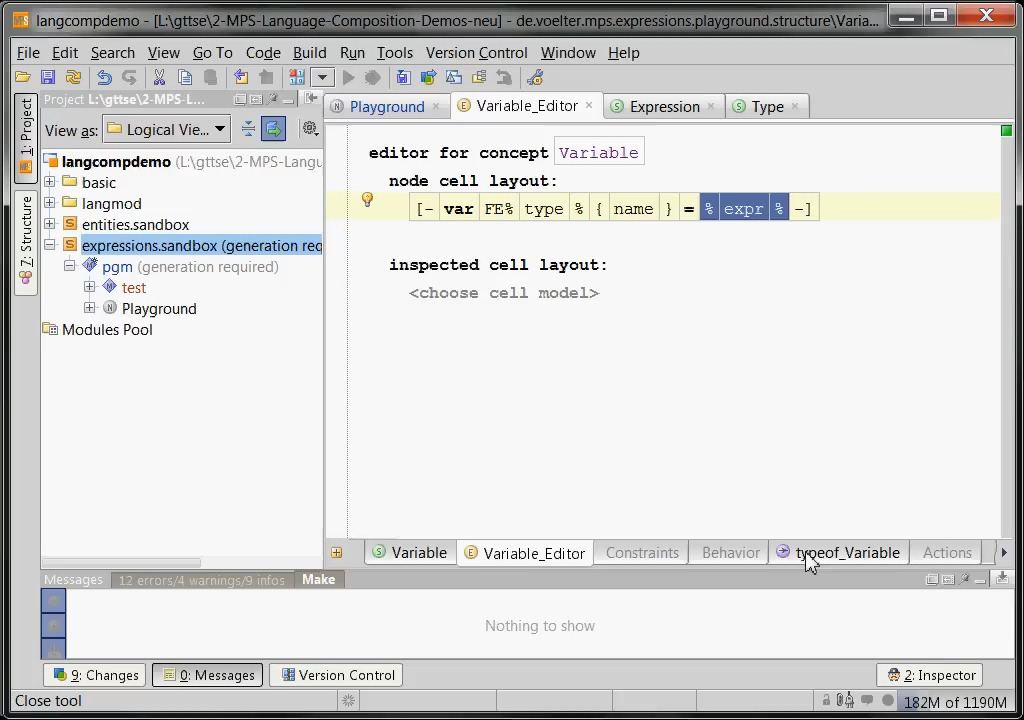 langcompdemo - [L:\gttse\2-MPS-Language-Composition-Demos-neu] - de.voelter.mps.expressions.playground.structure\Varia...
File Edit Search View Go To Code Build Run Tools Version Control Window Help
Project L:\gttse\2-MPS-L...
Playground Variable_Editor Expression Type
View as: Logical Vie...
1: Project
Z: Structure
langcompdemo (L:\gttse\2-MPS-Langu
basic
langmod
entities.sandbox
expressions.sandbox (generation req
pgm (generation required)
test
Playground
Modules Pool
editor for concept Variable
node cell layout:
[- var FE% type % { name } = % expr % -]
inspected cell layout:
<choose cell model>
Variable Variable_Editor Constraints Behavior typeof_Variable Actions
Messages 12 errors/4 warnings/9 infos Make
Nothing to show
9: Changes 0: Messages Version Control 2: Inspector
Close tool 182M of 1190M